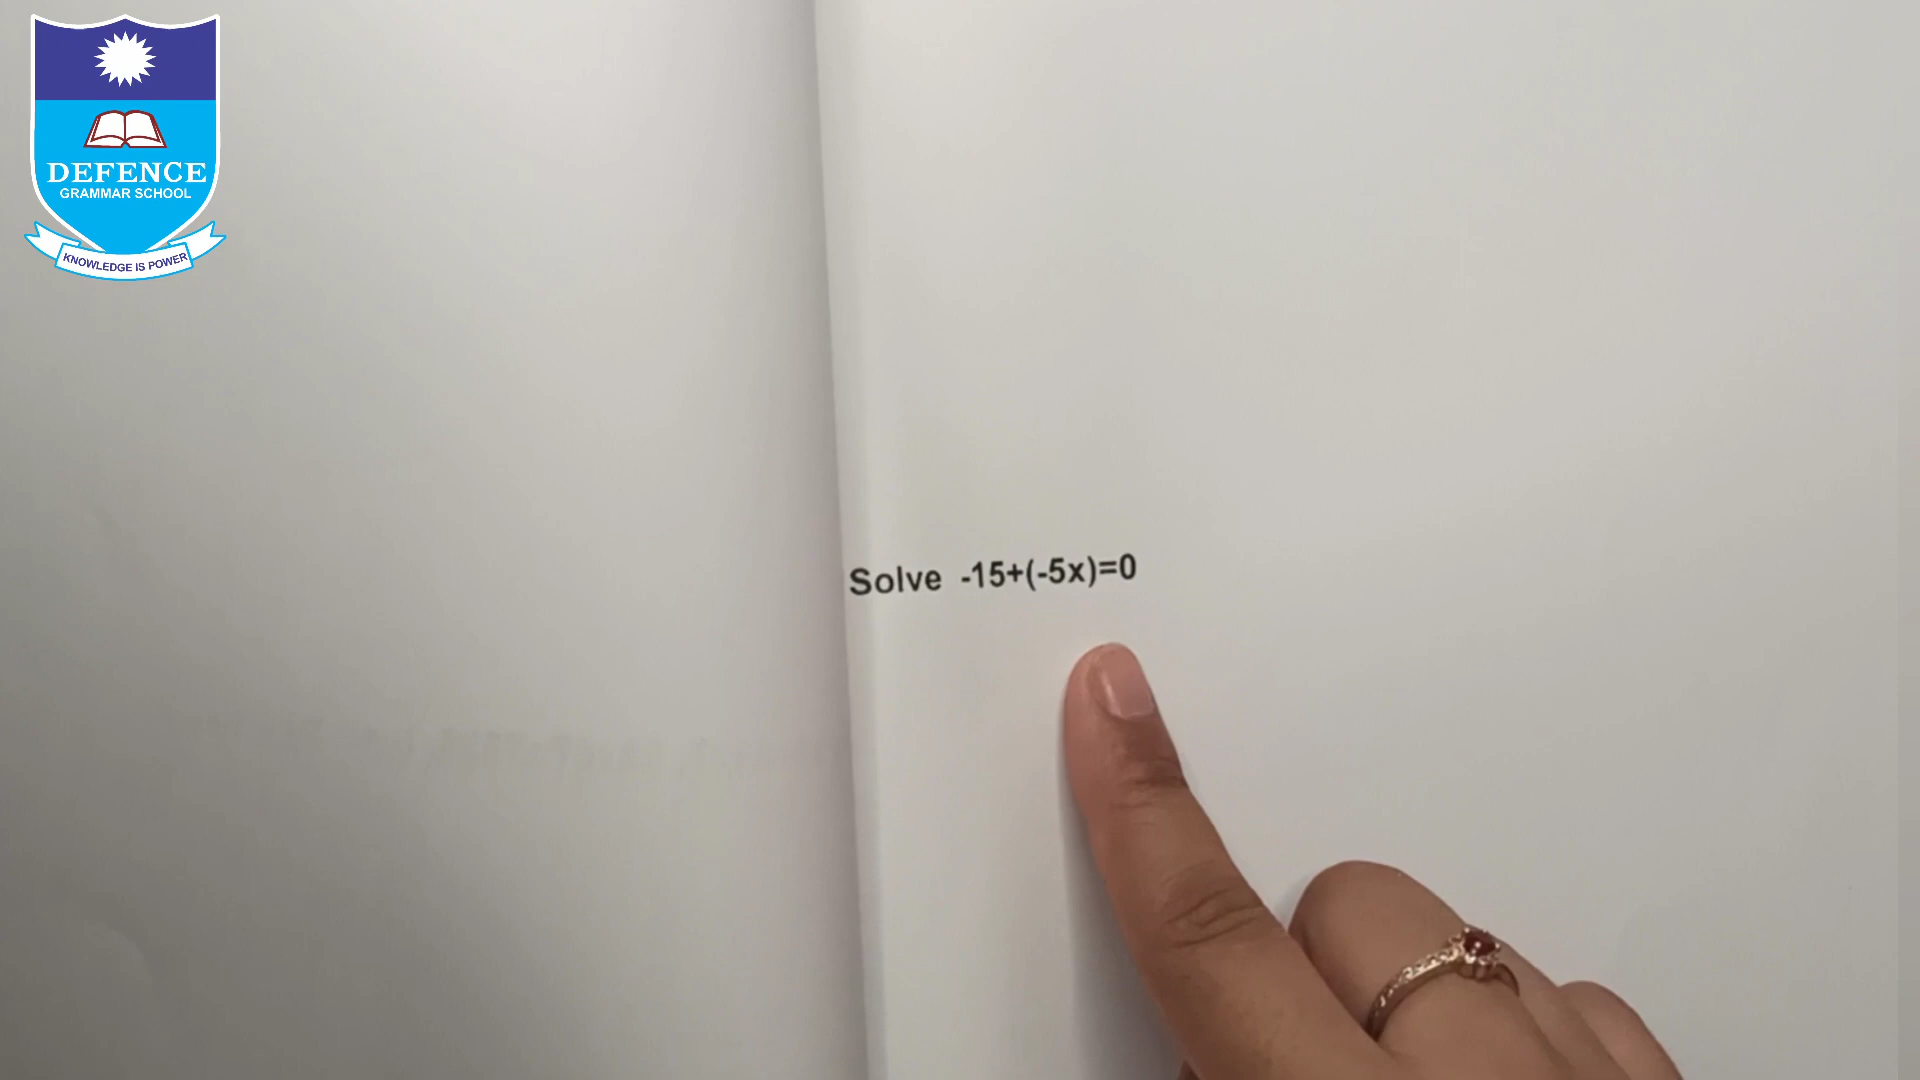 DEFENCE
GRAMMAR SCHOOL
KNOWLEDGE IS POWER
Solve -15+(-5x)=0